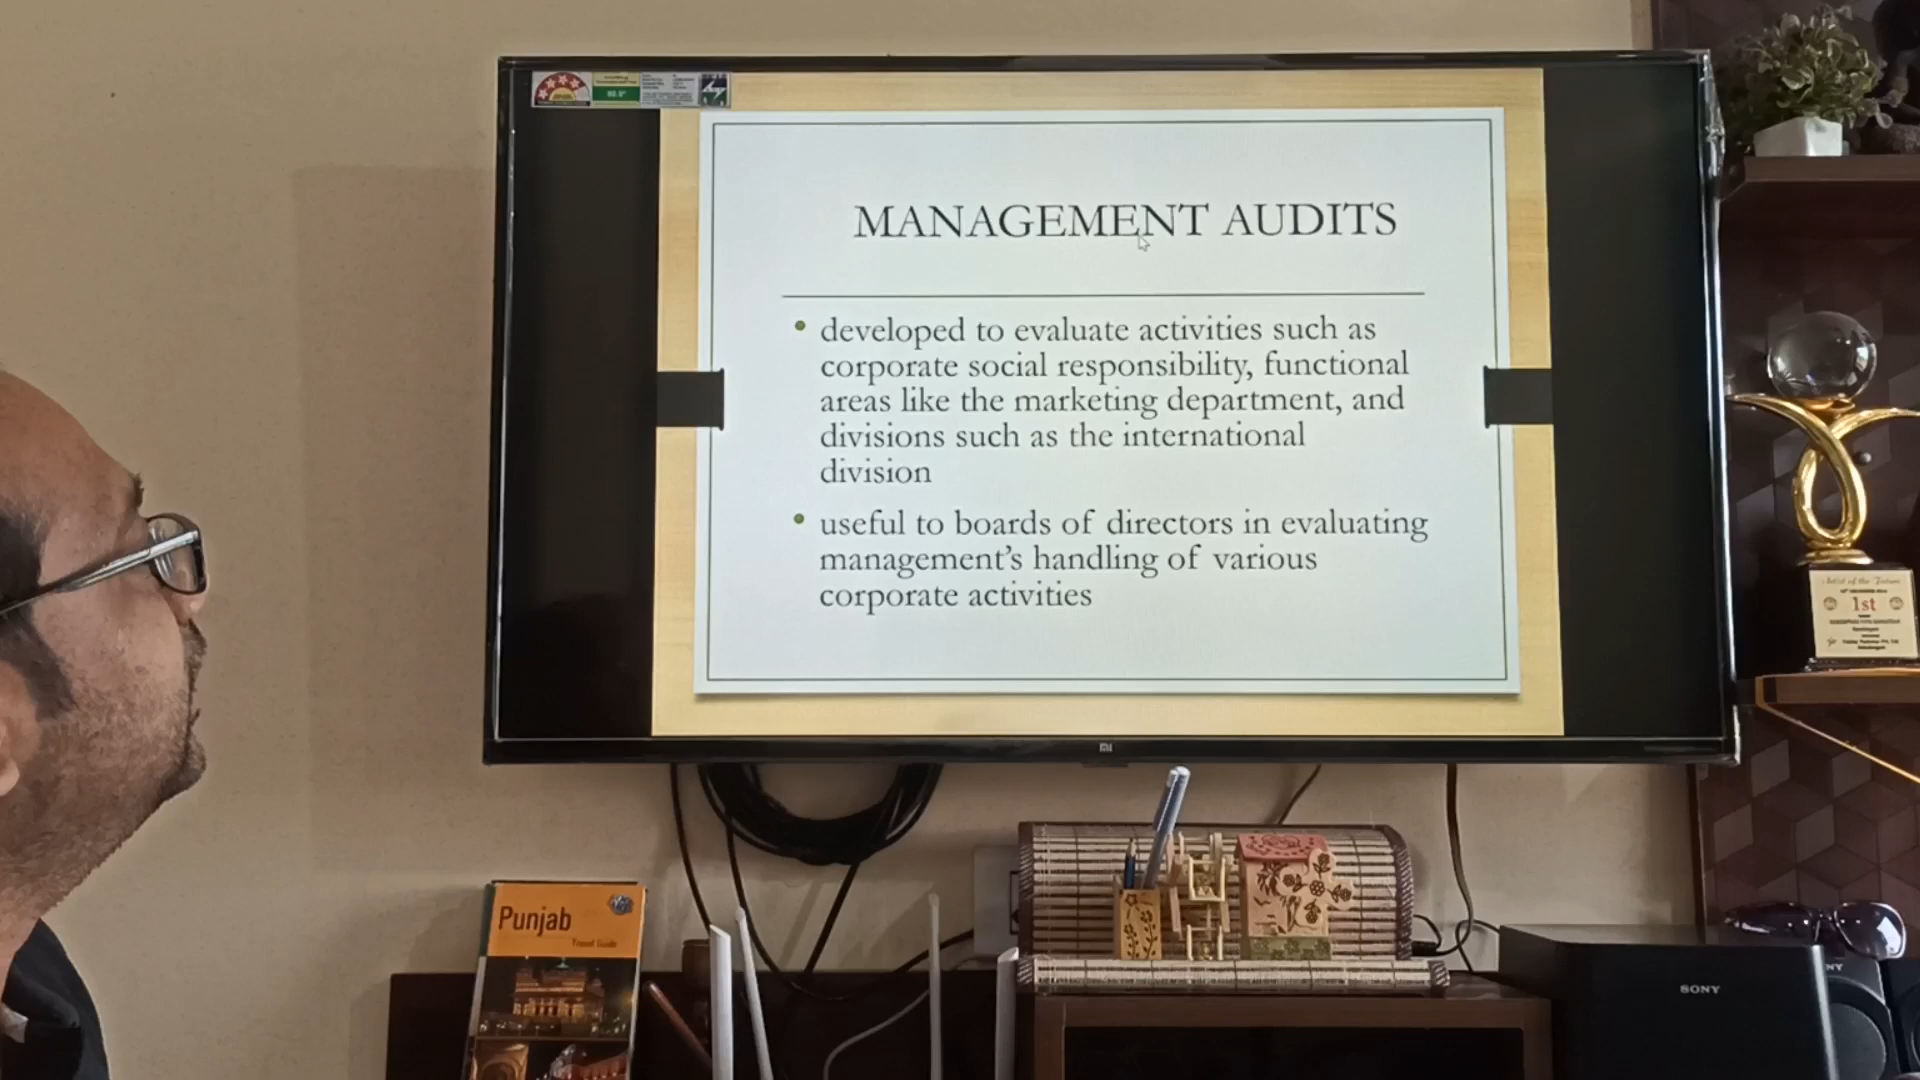 MANAGEMENT AUDITS
• developed to evaluate activities such as
corporate social responsibility, functional
areas like the marketing department, and
divisions such as the international
division
• useful to boards of directors in evaluating
management's handling of various
corporate activities
mi
Punjab
Travel Guide
1st
SONY
NY